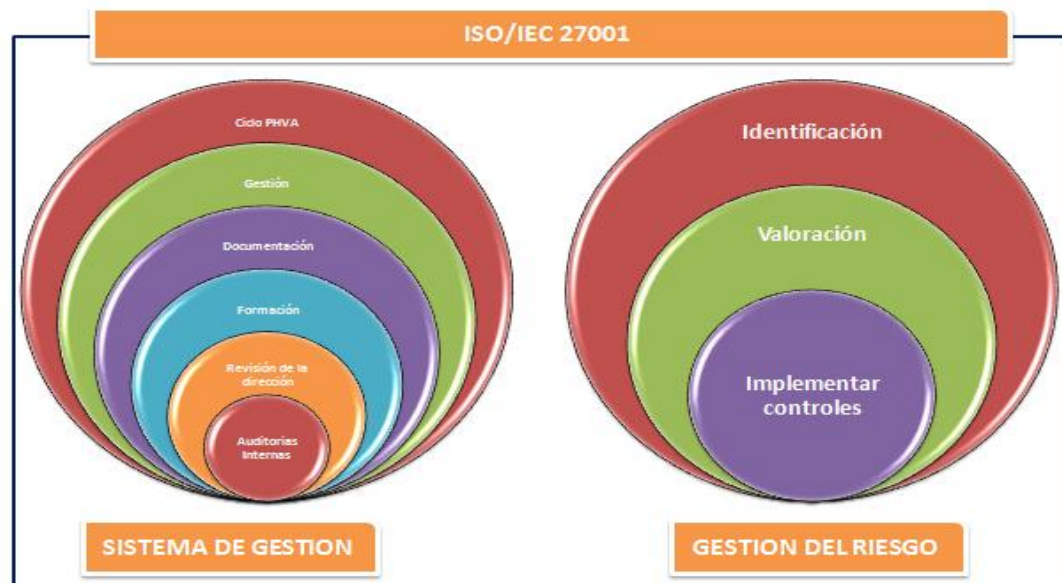 ISO/IEC 27001
Ciclo PHVA
Gestión
Documentación
Formación
Revisión de la
dirección
Auditorias
Internas
SISTEMA DE GESTION
Identificación
Valoración
Implementar
controles
GESTION DEL RIESGO